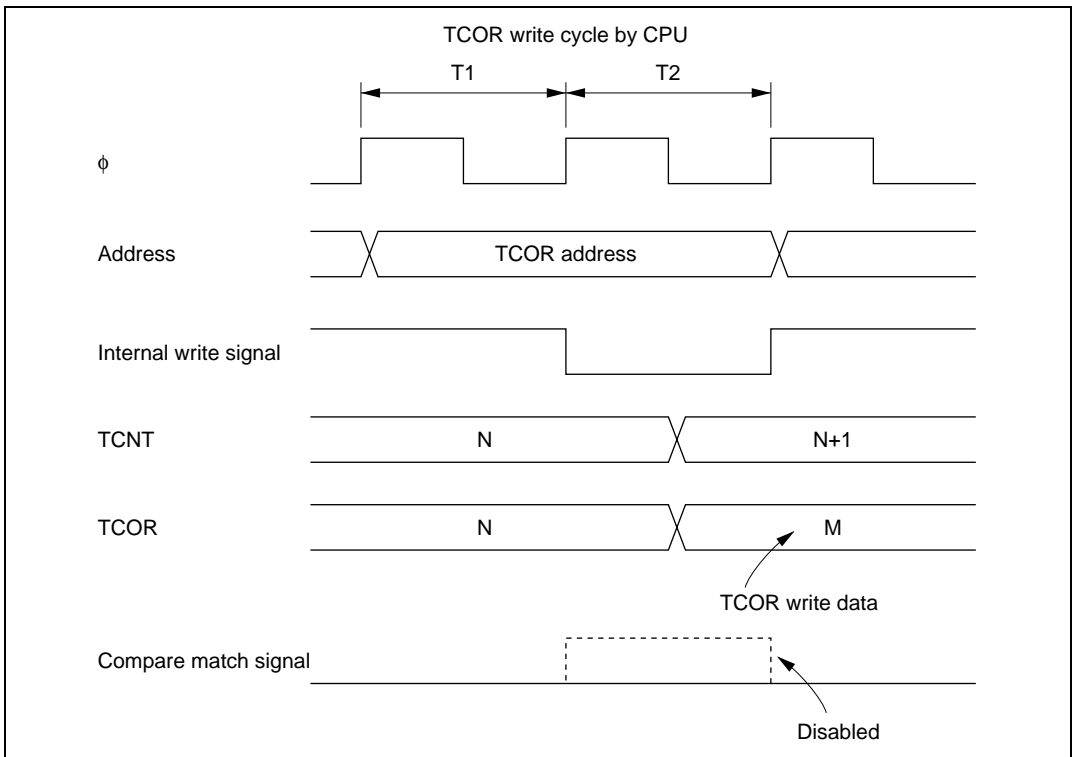 TCOR write cycle by CPU
T1 T2
ϕ
Address TCOR address
Internal write signal
TCNT N N+1
TCOR N M
TCOR write data
Compare match signal
Disabled